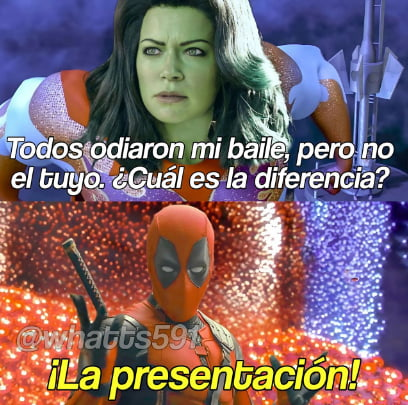 Todos odiaron mi baile, pero no
el tuyo. ¿Cuál es la diferencia?
@whatts591
¡La presentación!